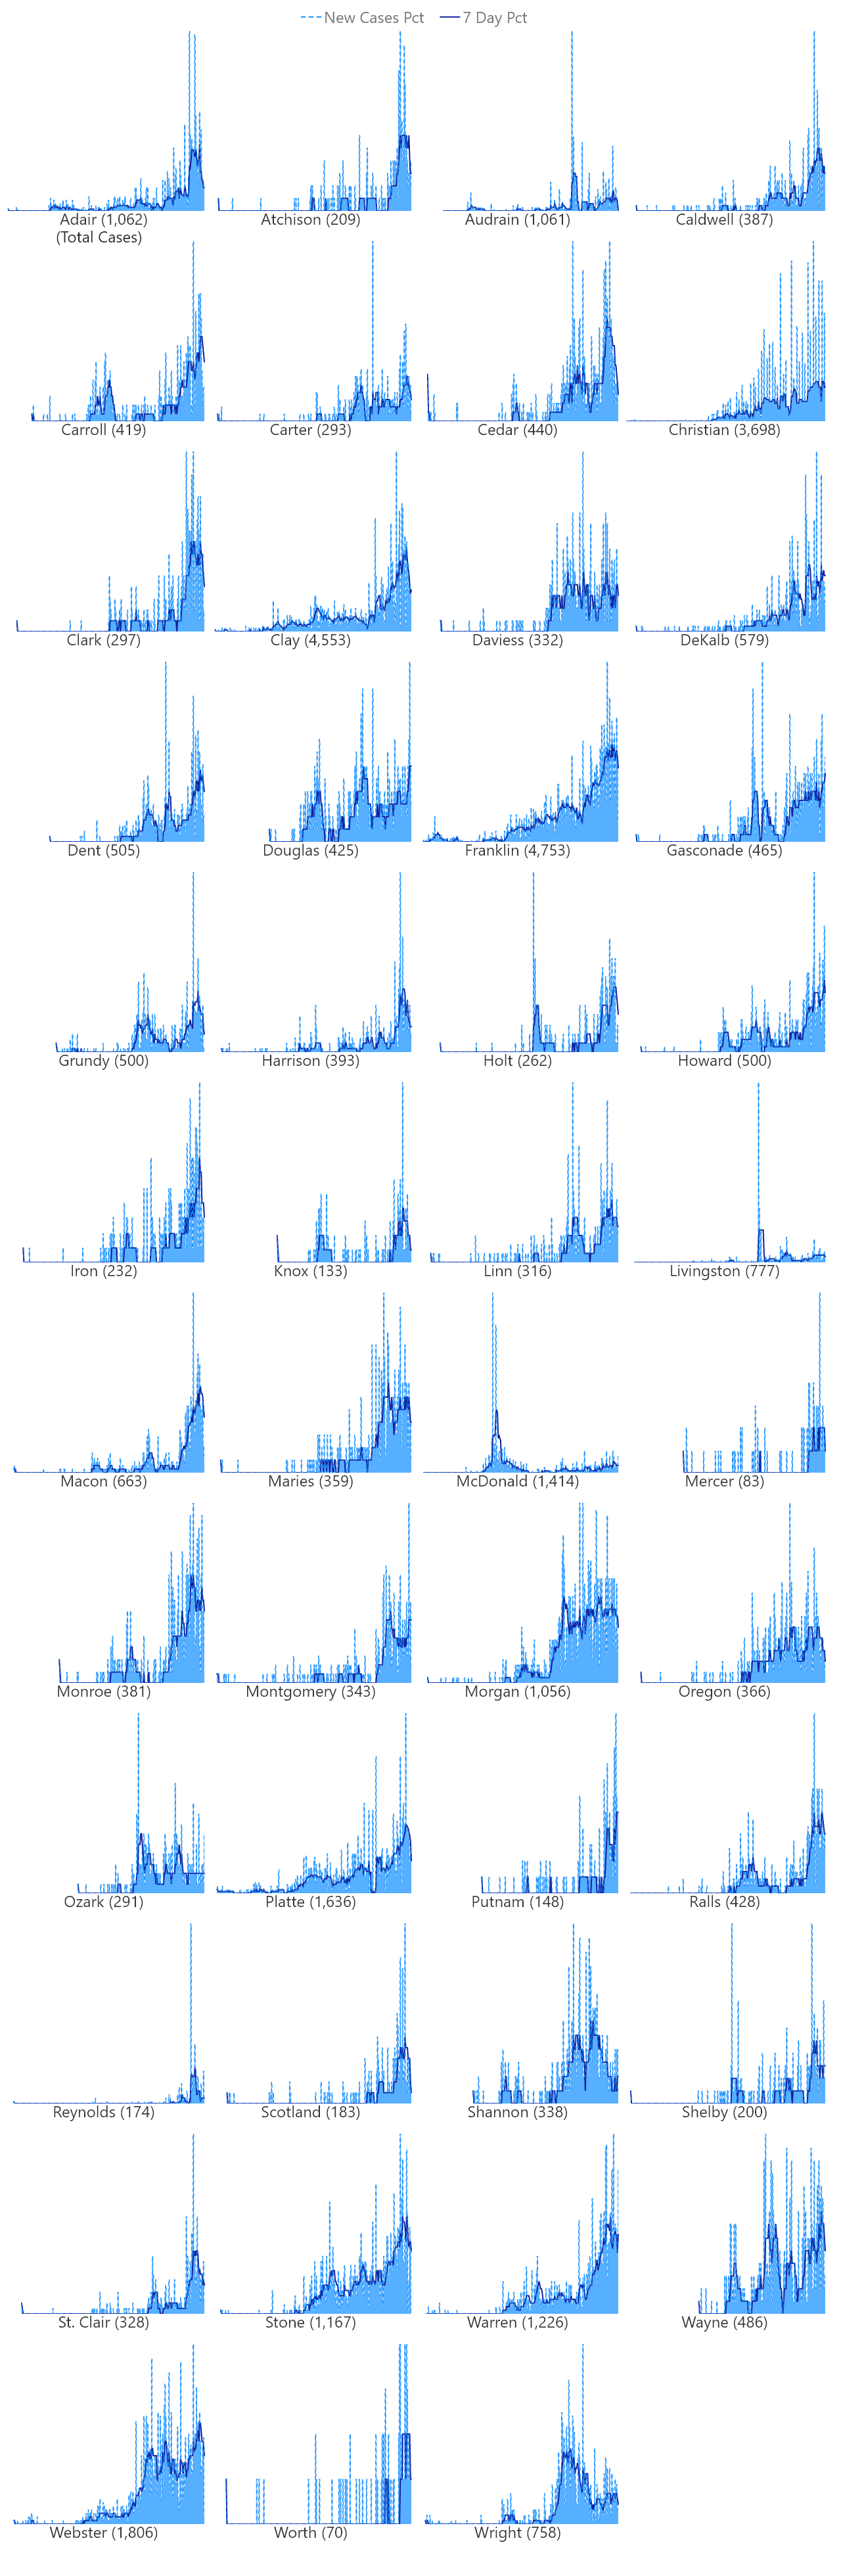 New Cases Pct 7 Day Pct
Adair (1,062) Atchison (209) Audrain (1,061) Caldwell (387)
(Total Cases)
Carroll (419) Carter (293) Cedar (440) Christian (3,698)
Clark (297) Clay (4,553) Daviess (332) DeKalb (579)
Dent (505) Douglas (425) Franklin (4,753) Gasconade (465)
Grundy (500) Harrison (393) Holt (262) Howard (500)
Iron (232) Knox (133) Linn (316) Livingston (777)
Macon (663) Maries (359) McDonald (1,414) Mercer (83)
Monroe (381) Montgomery (343) Morgan (1,056) Oregon (366)
Ozark (291) Platte (1,636) Putnam (148) Ralls (428)
Reynolds (174) Scotland (183) Shannon (338) Shelby (200)
St. Clair (328) Stone (1,167) Warren (1,226) Wayne (486)
Webster (1,806) Worth (70) Wright (758)